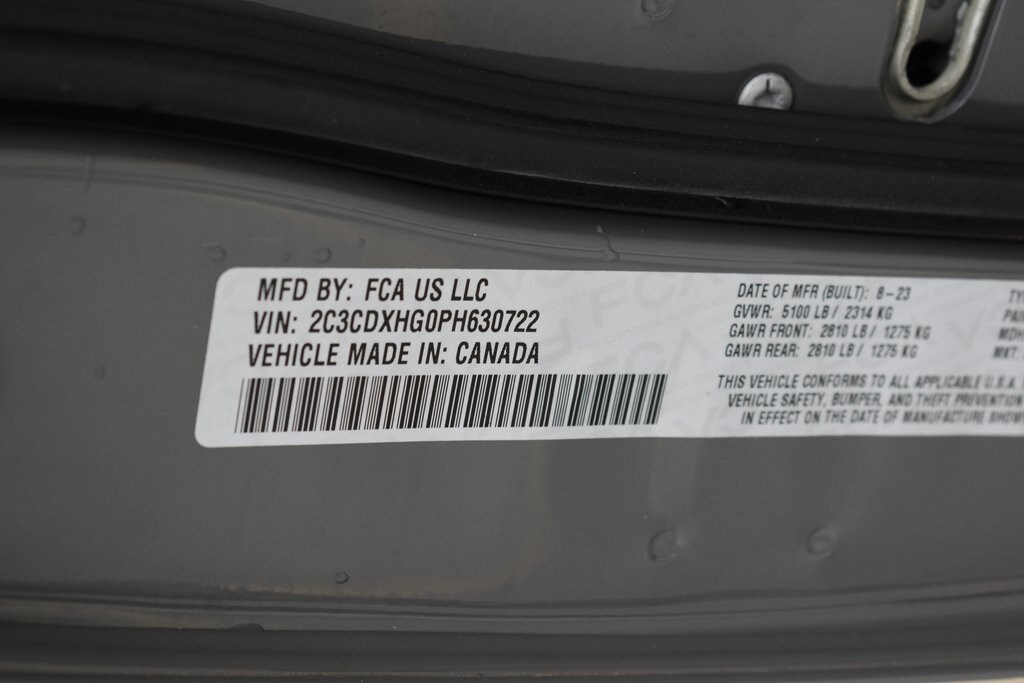 MFD BY: FCA US LLC
VIN: 2C3CDXHG0PH630722
VEHICLE MADE IN: CANADA
DATE OF MFR (BUILT): 8-23
GVWR: 5100 LB / 2314 KG
GAWR FRONT: 2810 LB / 1275 KG
GAWR REAR: 2810 LB / 1275 KG
THIS VEHICLE CONFORMS TO ALL APPLICABLE U.S.A.
VEHICLE SAFETY, BUMPER, AND THEFT PREVENTION
IN EFFECT ON THE DATE OF MANUFACTURE
MKT: